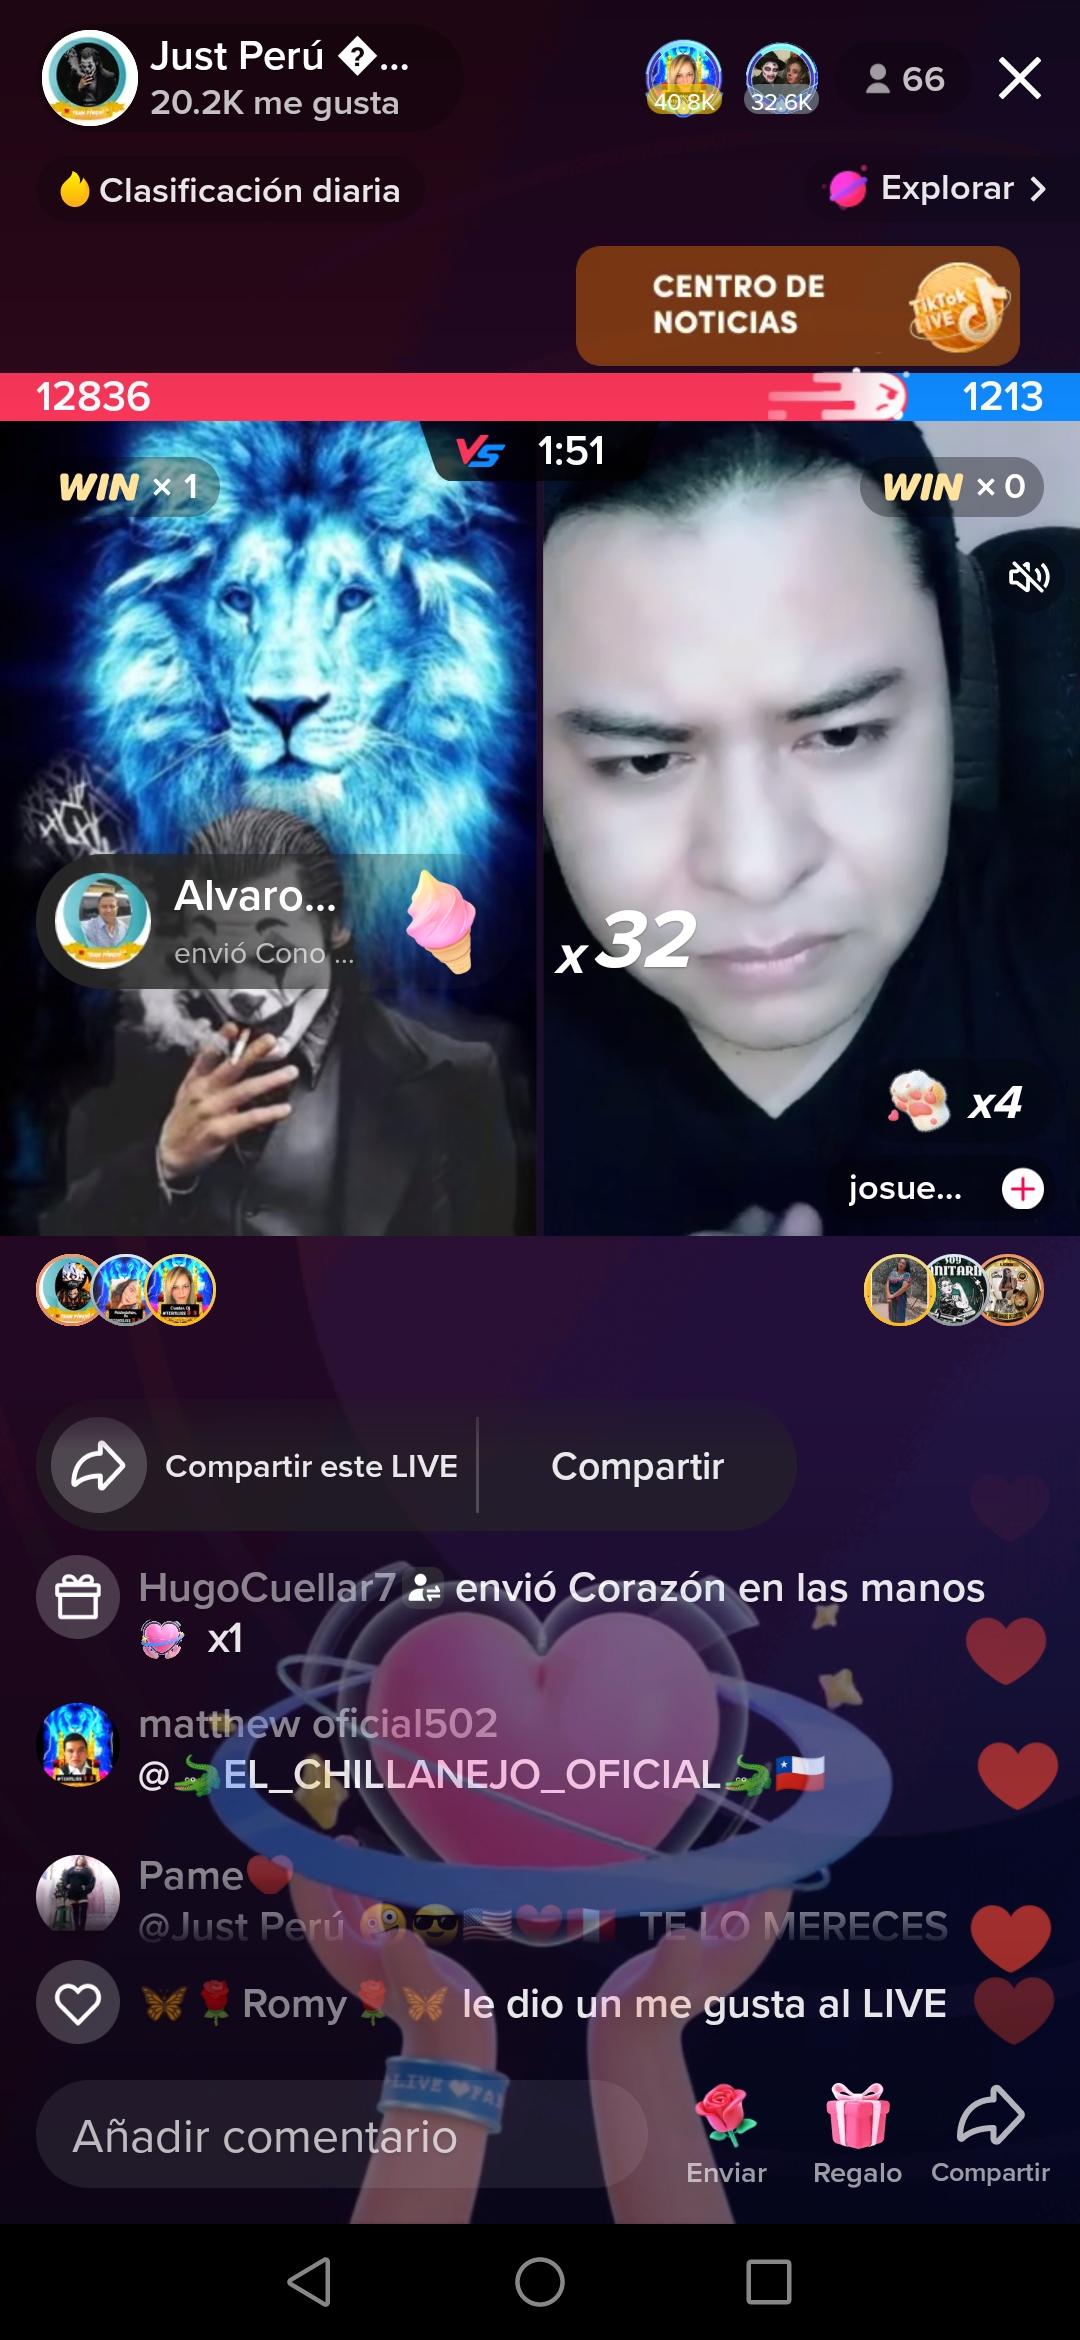 Just Perú �...
20.2K me gusta
40.8K
32.6K
66
Clasificación diaria
Explorar
CENTRO DE
NOTICIAS
TikTok
LIVE
12836
1213
VS
1:51
WIN × 1
WIN × 0
Alvaro...
envió Cono ...
x32
x4
josue...
Compartir este LIVE
Compartir
HugoCuellar7 envió Corazón en las manos
x1
matthew oficial502
@🐊EL_CHILLANEJO_OFICIAL🐊🇨🇱
Pame❤️
@Just Perú 🤪😎🇺🇸❤️🇵🇪 TE LO MERECES
🦋🌹Romy🌹🦋 le dio un me gusta al LIVE
LIVE
Añadir comentario
Enviar
Regalo
Compartir